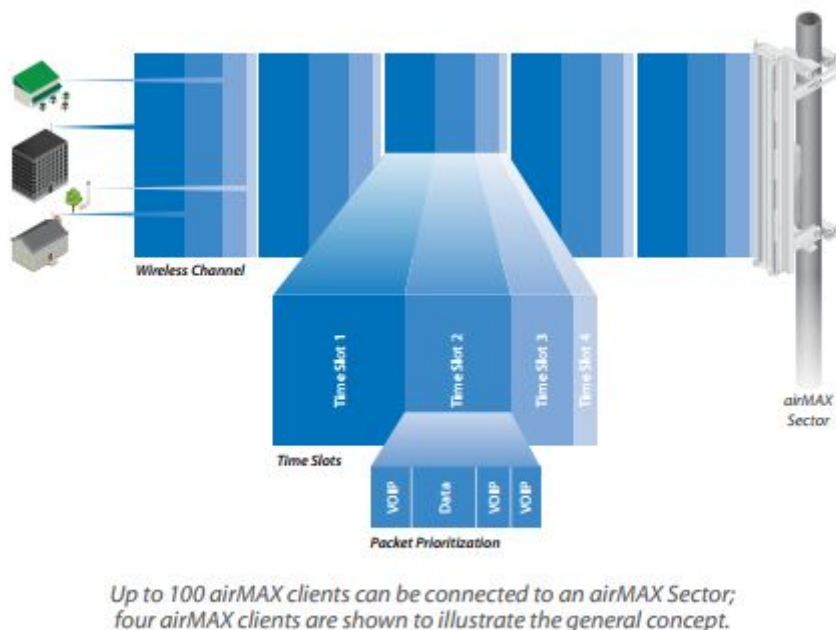 Wireless Channel
Time Slot 1
Time Slot 2
Time Slot 3
Time Slot 4
airMAX
Sector
Time Slots
VOIP
Data
VOIP
VOIP
Packet Prioritization
Up to 100 airMAX clients can be connected to an airMAX Sector;
four airMAX clients are shown to illustrate the general concept.